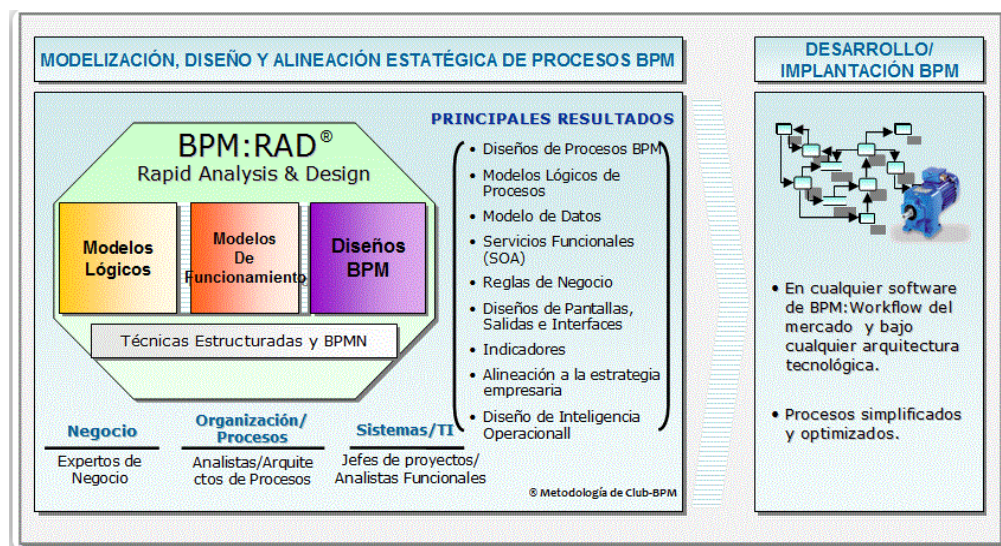 MODELIZACIÓN, DISEÑO Y ALINEACIÓN ESTATÉGICA DE PROCESOS BPM
BPM:RAD®
Rapid Analysis & Design
Modelos
Lógicos
Modelos
De
Funcionamiento
Diseños
BPM
Técnicas Estructuradas y BPMN
Negocio
Expertos de
Negocio
Organización/
Procesos
Analistas/Arquite
ctos de Procesos
Sistemas/TI
Jefes de proyectos/
Analistas Funcionales
PRINCIPALES RESULTADOS
• Diseños de Procesos BPM
• Modelos Lógicos de
Procesos
• Modelo de Datos
• Servicios Funcionales
(SOA)
• Reglas de Negocio
• Diseños de Pantallas,
Salidas e Interfaces
• Indicadores
• Alineación a la estrategia
empresaria
• Diseño de Inteligencia
Operacionall
® Metodología de Club-BPM
DESARROLLO/
IMPLANTACIÓN BPM
• En cualquier software
de BPM:Workflow del
mercado y bajo
cualquier arquitectura
tecnológica.
• Procesos simplificados
y optimizados.